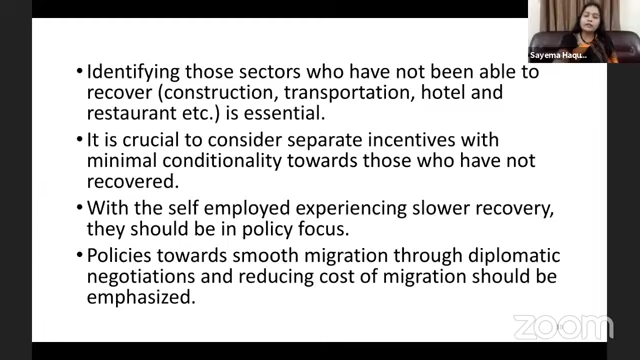 • Identifying those sectors who have not been able to
recover (construction, transportation, hotel and
restaurant etc.) is essential.
• It is crucial to consider separate incentives with
minimal conditionality towards those who have not
recovered.
• With the self employed experiencing slower recovery,
they should be in policy focus.
• Policies towards smooth migration through diplomatic
negotiations and reducing cost of migration should be
emphasized.
Sayema Haqu...
zoom